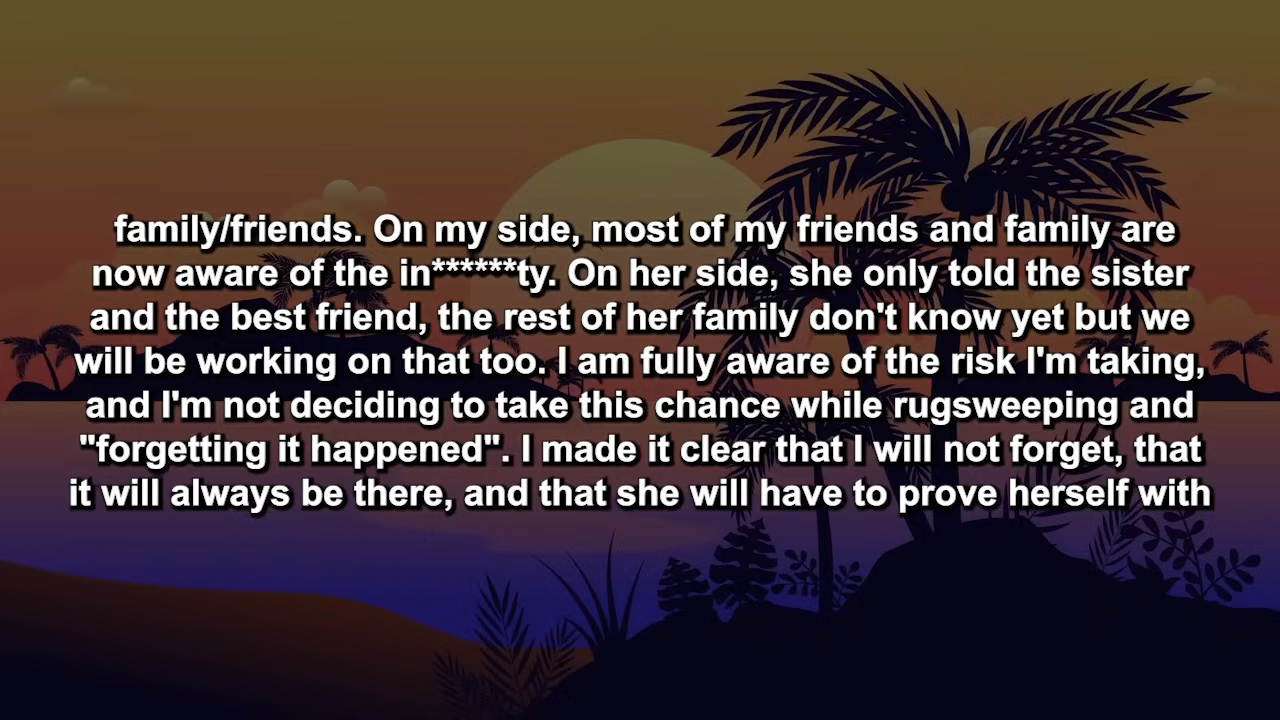 family/friends. On my side, most of my friends and family are
now aware of the in******ty. On her side, she only told the sister
and the best friend, the rest of her family don't know yet but we
will be working on that too. I am fully aware of the risk I'm taking,
and I'm not deciding to take this chance while rugsweeping and
"forgetting it happened". I made it clear that I will not forget, that
it will always be there, and that she will have to prove herself with